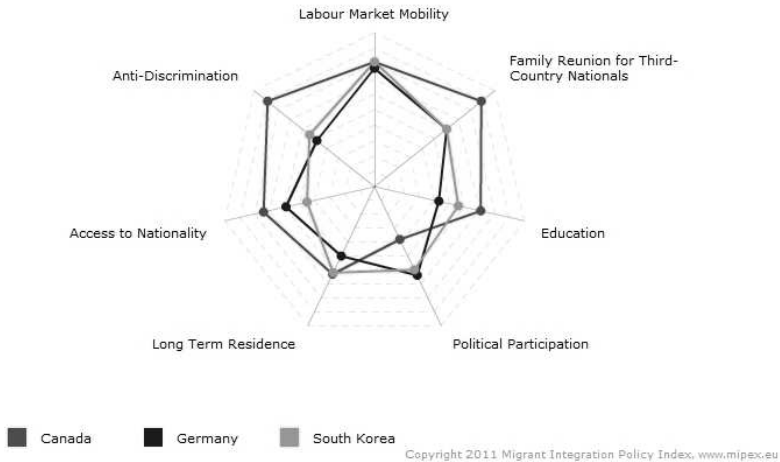 Labour Market Mobility
Anti-Discrimination
Family Reunion for Third-
Country Nationals
Access to Nationality
Education
Long Term Residence
Political Participation
Canada
Germany
South Korea
Copyright 2011 Migrant Integration Policy Index, www.mipex.eu